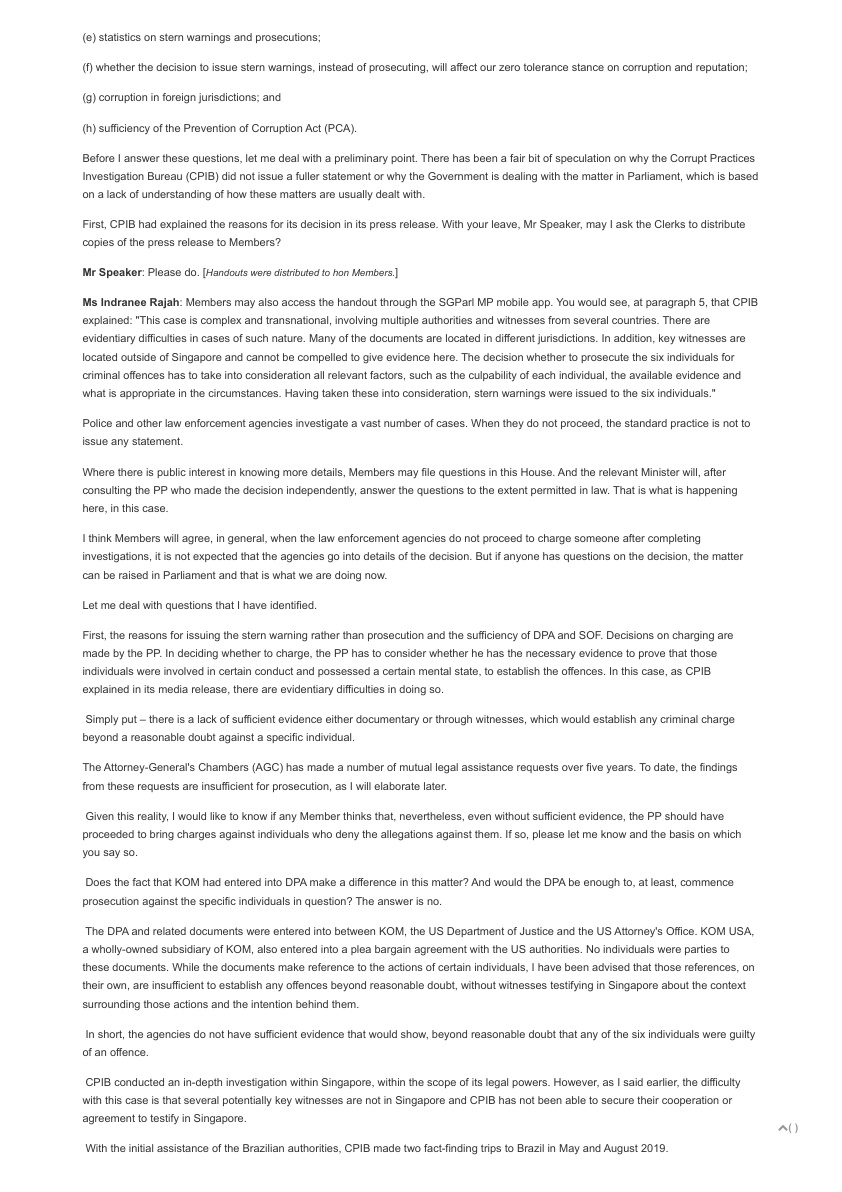 (e) statistics on stern warnings and prosecutions;
(f) whether the decision to issue stern warnings, instead of prosecuting, will affect our zero tolerance stance on corruption and reputation;
(g) corruption in foreign jurisdictions; and
(h) sufficiency of the Prevention of Corruption Act (PCA).
Before I answer these questions, let me deal with a preliminary point. There has been a fair bit of speculation on why the Corrupt Practices
Investigation Bureau (CPIB) did not issue a fuller statement or why the Government is dealing with the matter in Parliament, which is based
on a lack of understanding of how these matters are usually dealt with.
First, CPIB had explained the reasons for its decision in its press release. With your leave, Mr Speaker, may I ask the Clerks to distribute
copies of the press release to Members?
Mr Speaker: Please do. [Handouts were distributed to hon Members.]
Ms Indranee Rajah: Members may also access the handout through the SGParl MP mobile app. You would see, at paragraph 5, that CPIB
explained: "This case is complex and transnational, involving multiple authorities and witnesses from several countries. There are
evidentiary difficulties in cases of such nature. Many of the documents are located in different jurisdictions. In addition, key witnesses are
located outside of Singapore and cannot be compelled to give evidence here. The decision whether to prosecute the six individuals for
criminal offences has to take into consideration all relevant factors, such as the culpability of each individual, the available evidence and
what is appropriate in the circumstances. Having taken these into consideration, stern warnings were issued to the six individuals."
Police and other law enforcement agencies investigate a vast number of cases. When they do not proceed, the standard practice is not to
issue any statement.
Where there is public interest in knowing more details, Members may file questions in this House. And the relevant Minister will, after
consulting the PP who made the decision independently, answer the questions to the extent permitted in law. That is what is happening
here, in this case.
I think Members will agree, in general, when the law enforcement agencies do not proceed to charge someone after completing
investigations, it is not expected that the agencies go into details of the decision. But if anyone has questions on the decision, the matter
can be raised in Parliament and that is what we are doing now.
Let me deal with questions that I have identified.
First, the reasons for issuing the stern warning rather than prosecution and the sufficiency of DPA and SOF. Decisions on charging are
made by the PP. In deciding whether to charge, the PP has to consider whether he has the necessary evidence to prove that those
individuals were involved in certain conduct and possessed a certain mental state, to establish the offences. In this case, as CPIB
explained in its media release, there are evidentiary difficulties in doing so.
Simply put – there is a lack of sufficient evidence either documentary or through witnesses, which would establish any criminal charge
beyond a reasonable doubt against a specific individual.
The Attorney-General's Chambers (AGC) has made a number of mutual legal assistance requests over five years. To date, the findings
from these requests are insufficient for prosecution, as I will elaborate later.
Given this reality, I would like to know if any Member thinks that, nevertheless, even without sufficient evidence, the PP should have
proceeded to bring charges against individuals who deny the allegations against them. If so, please let me know and the basis on which
you say so.
Does the fact that KOM had entered into DPA make a difference in this matter? And would the DPA be enough to, at least, commence
prosecution against the specific individuals in question? The answer is no.
The DPA and related documents were entered into between KOM, the US Department of Justice and the US Attorney's Office. KOM USA,
a wholly-owned subsidiary of KOM, also entered into a plea bargain agreement with the US authorities. No individuals were parties to
these documents. While the documents make reference to the actions of certain individuals, I have been advised that those references, on
their own, are insufficient to establish any offences beyond reasonable doubt, without witnesses testifying in Singapore about the context
surrounding those actions and the intention behind them.
In short, the agencies do not have sufficient evidence that would show, beyond reasonable doubt that any of the six individuals were guilty
of an offence.
CPIB conducted an in-depth investigation within Singapore, within the scope of its legal powers. However, as I said earlier, the difficulty
with this case is that several potentially key witnesses are not in Singapore and CPIB has not been able to secure their cooperation or
agreement to testify in Singapore.
( )
With the initial assistance of the Brazilian authorities, CPIB made two fact-finding trips to Brazil in May and August 2019.